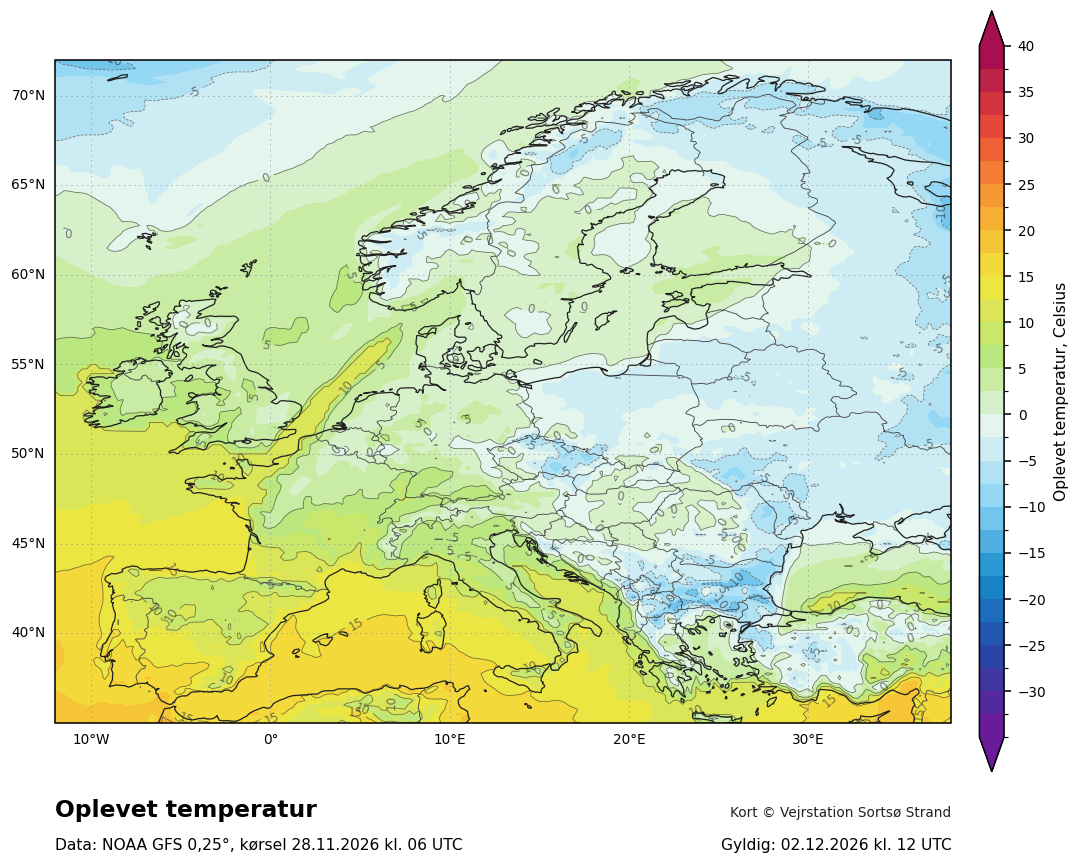 70°N
65°N
60°N
55°N
50°N
45°N
40°N
10°W
0°
10°E
20°E
30°E
40
35
30
25
20
15
10
5
0
−5
−10
−15
−20
−25
−30
Oplevet temperatur, Celsius
Oplevet temperatur
Kort © Vejrstation Sortsø Strand
Data: NOAA GFS 0,25°, kørsel 28.11.2026 kl. 06 UTC
Gyldig: 02.12.2026 kl. 12 UTC